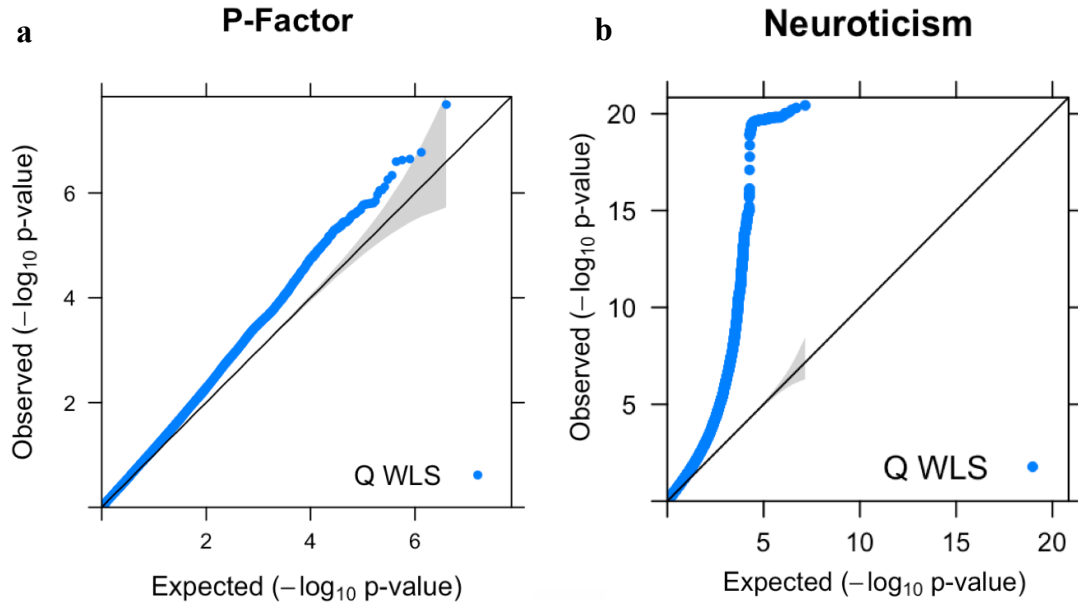 a
P-Factor
Observed (−log10 p-value)
6
4
2
Q WLS
2
4
6
Expected (−log10 p-value)
b
Neuroticism
Observed (−log10 p-value)
20
15
10
5
Q WLS
5
10
15
20
Expected (−log10 p-value)